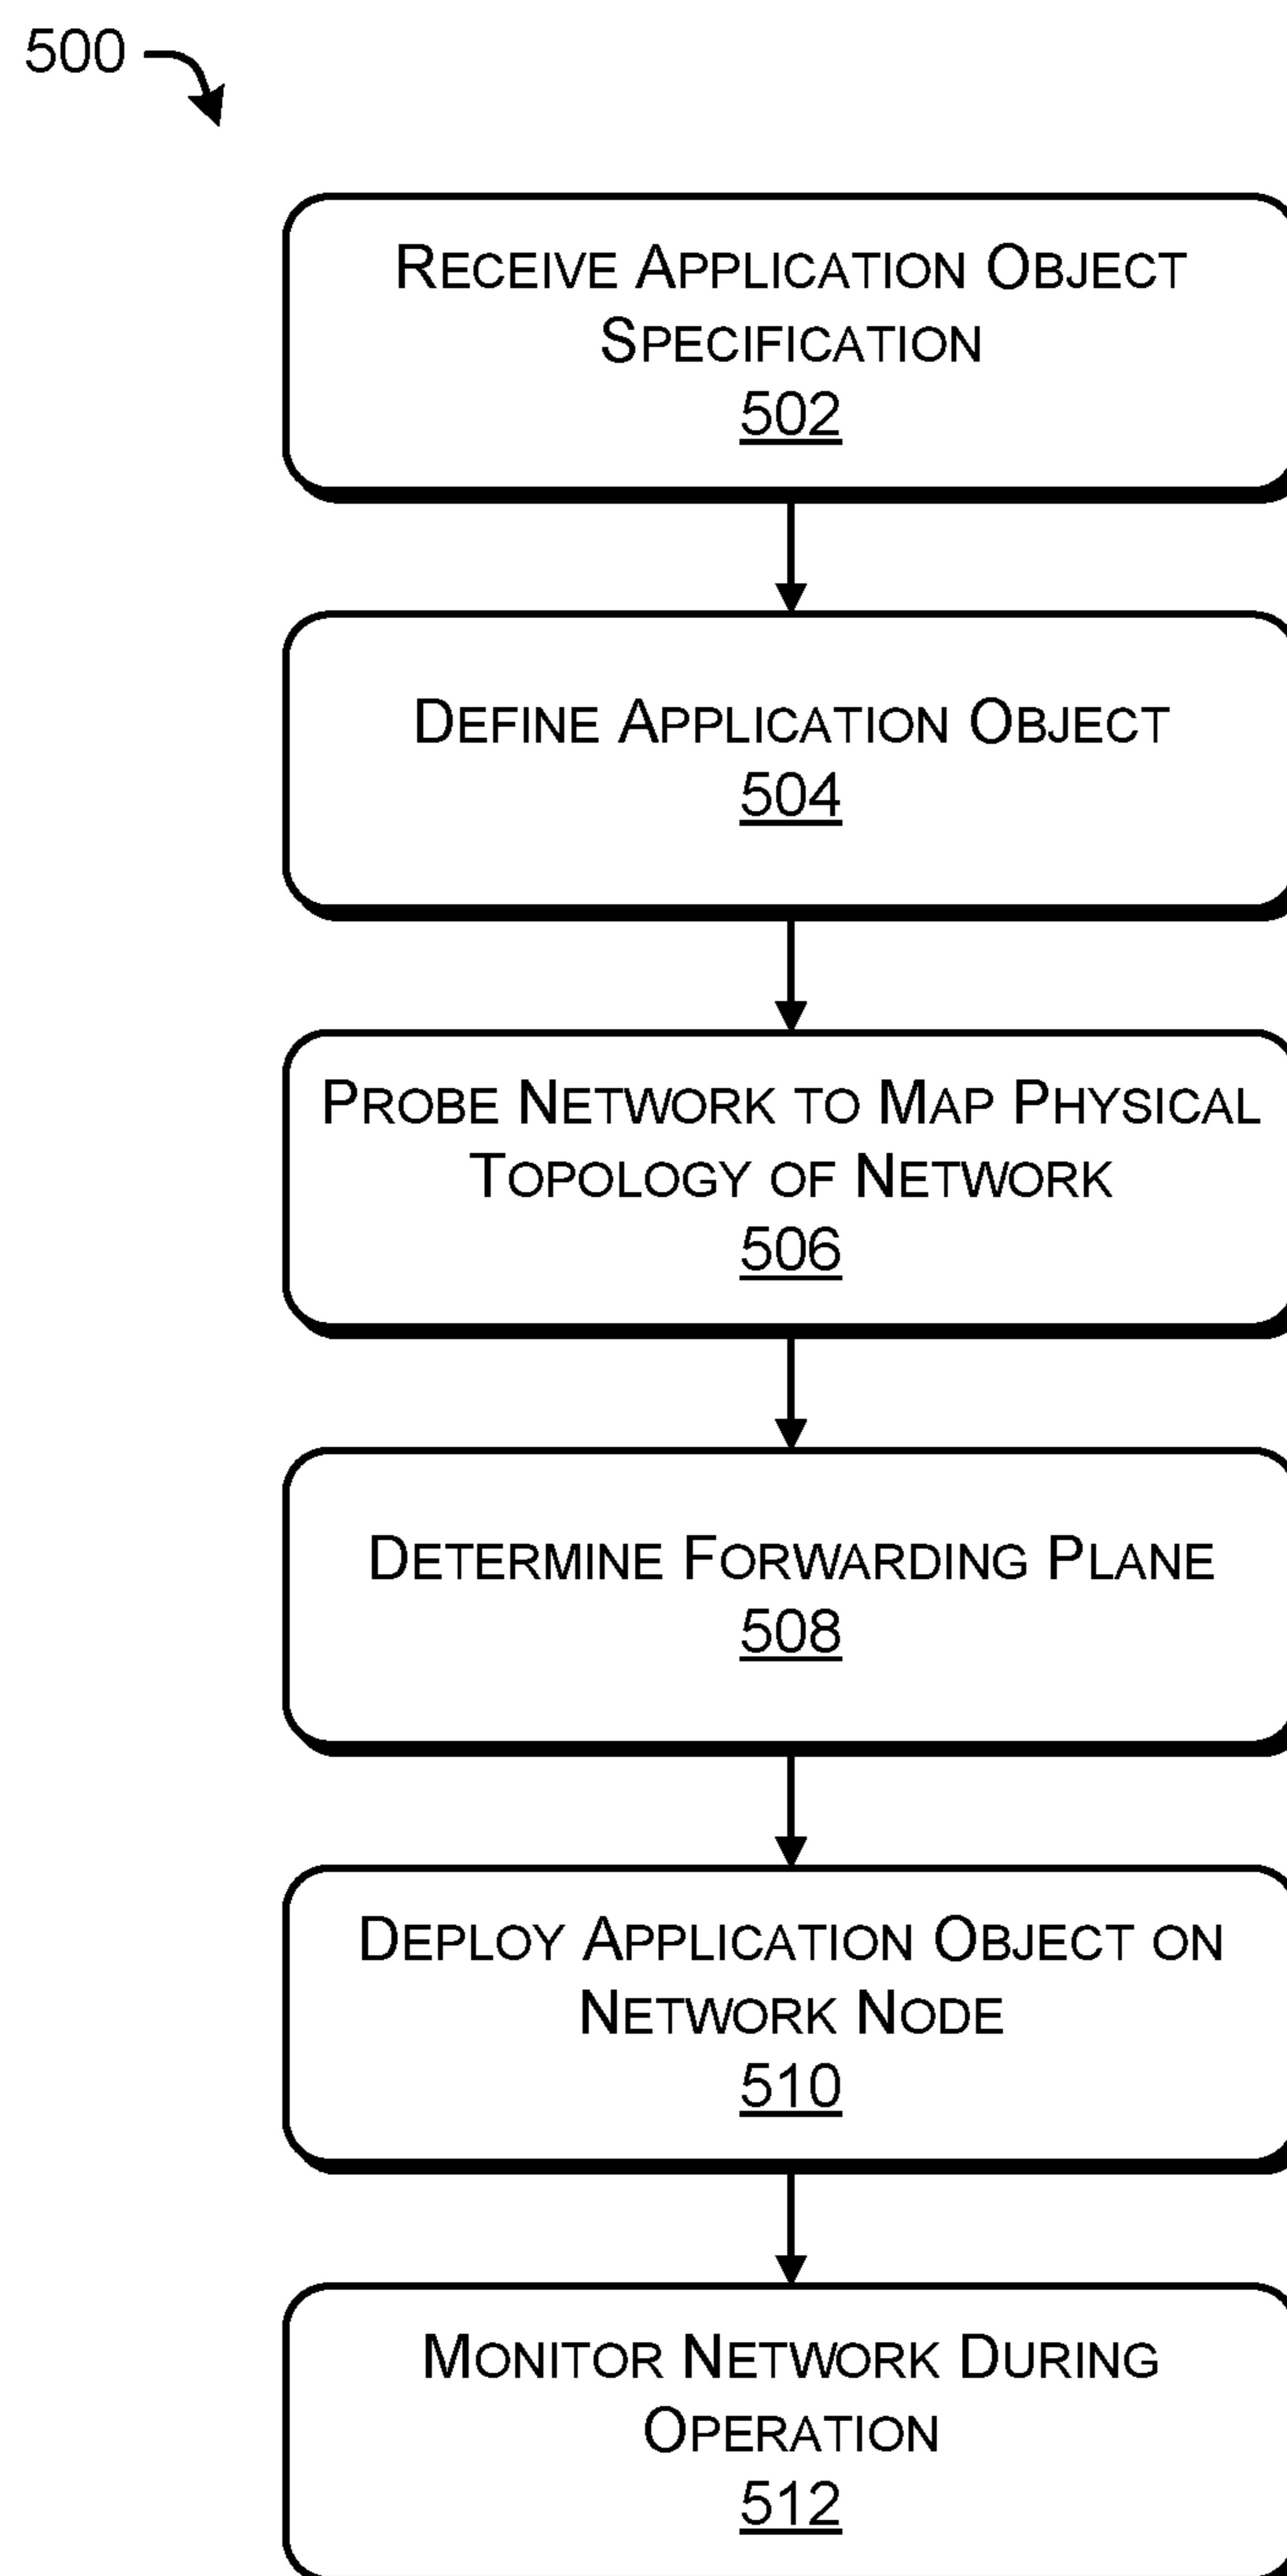 500
RECEIVE APPLICATION OBJECT
SPECIFICATION
502
DEFINE APPLICATION OBJECT
504
PROBE NETWORK TO MAP PHYSICAL
TOPOLOGY OF NETWORK
506
DETERMINE FORWARDING PLANE
508
DEPLOY APPLICATION OBJECT ON
NETWORK NODE
510
MONITOR NETWORK DURING
OPERATION
512